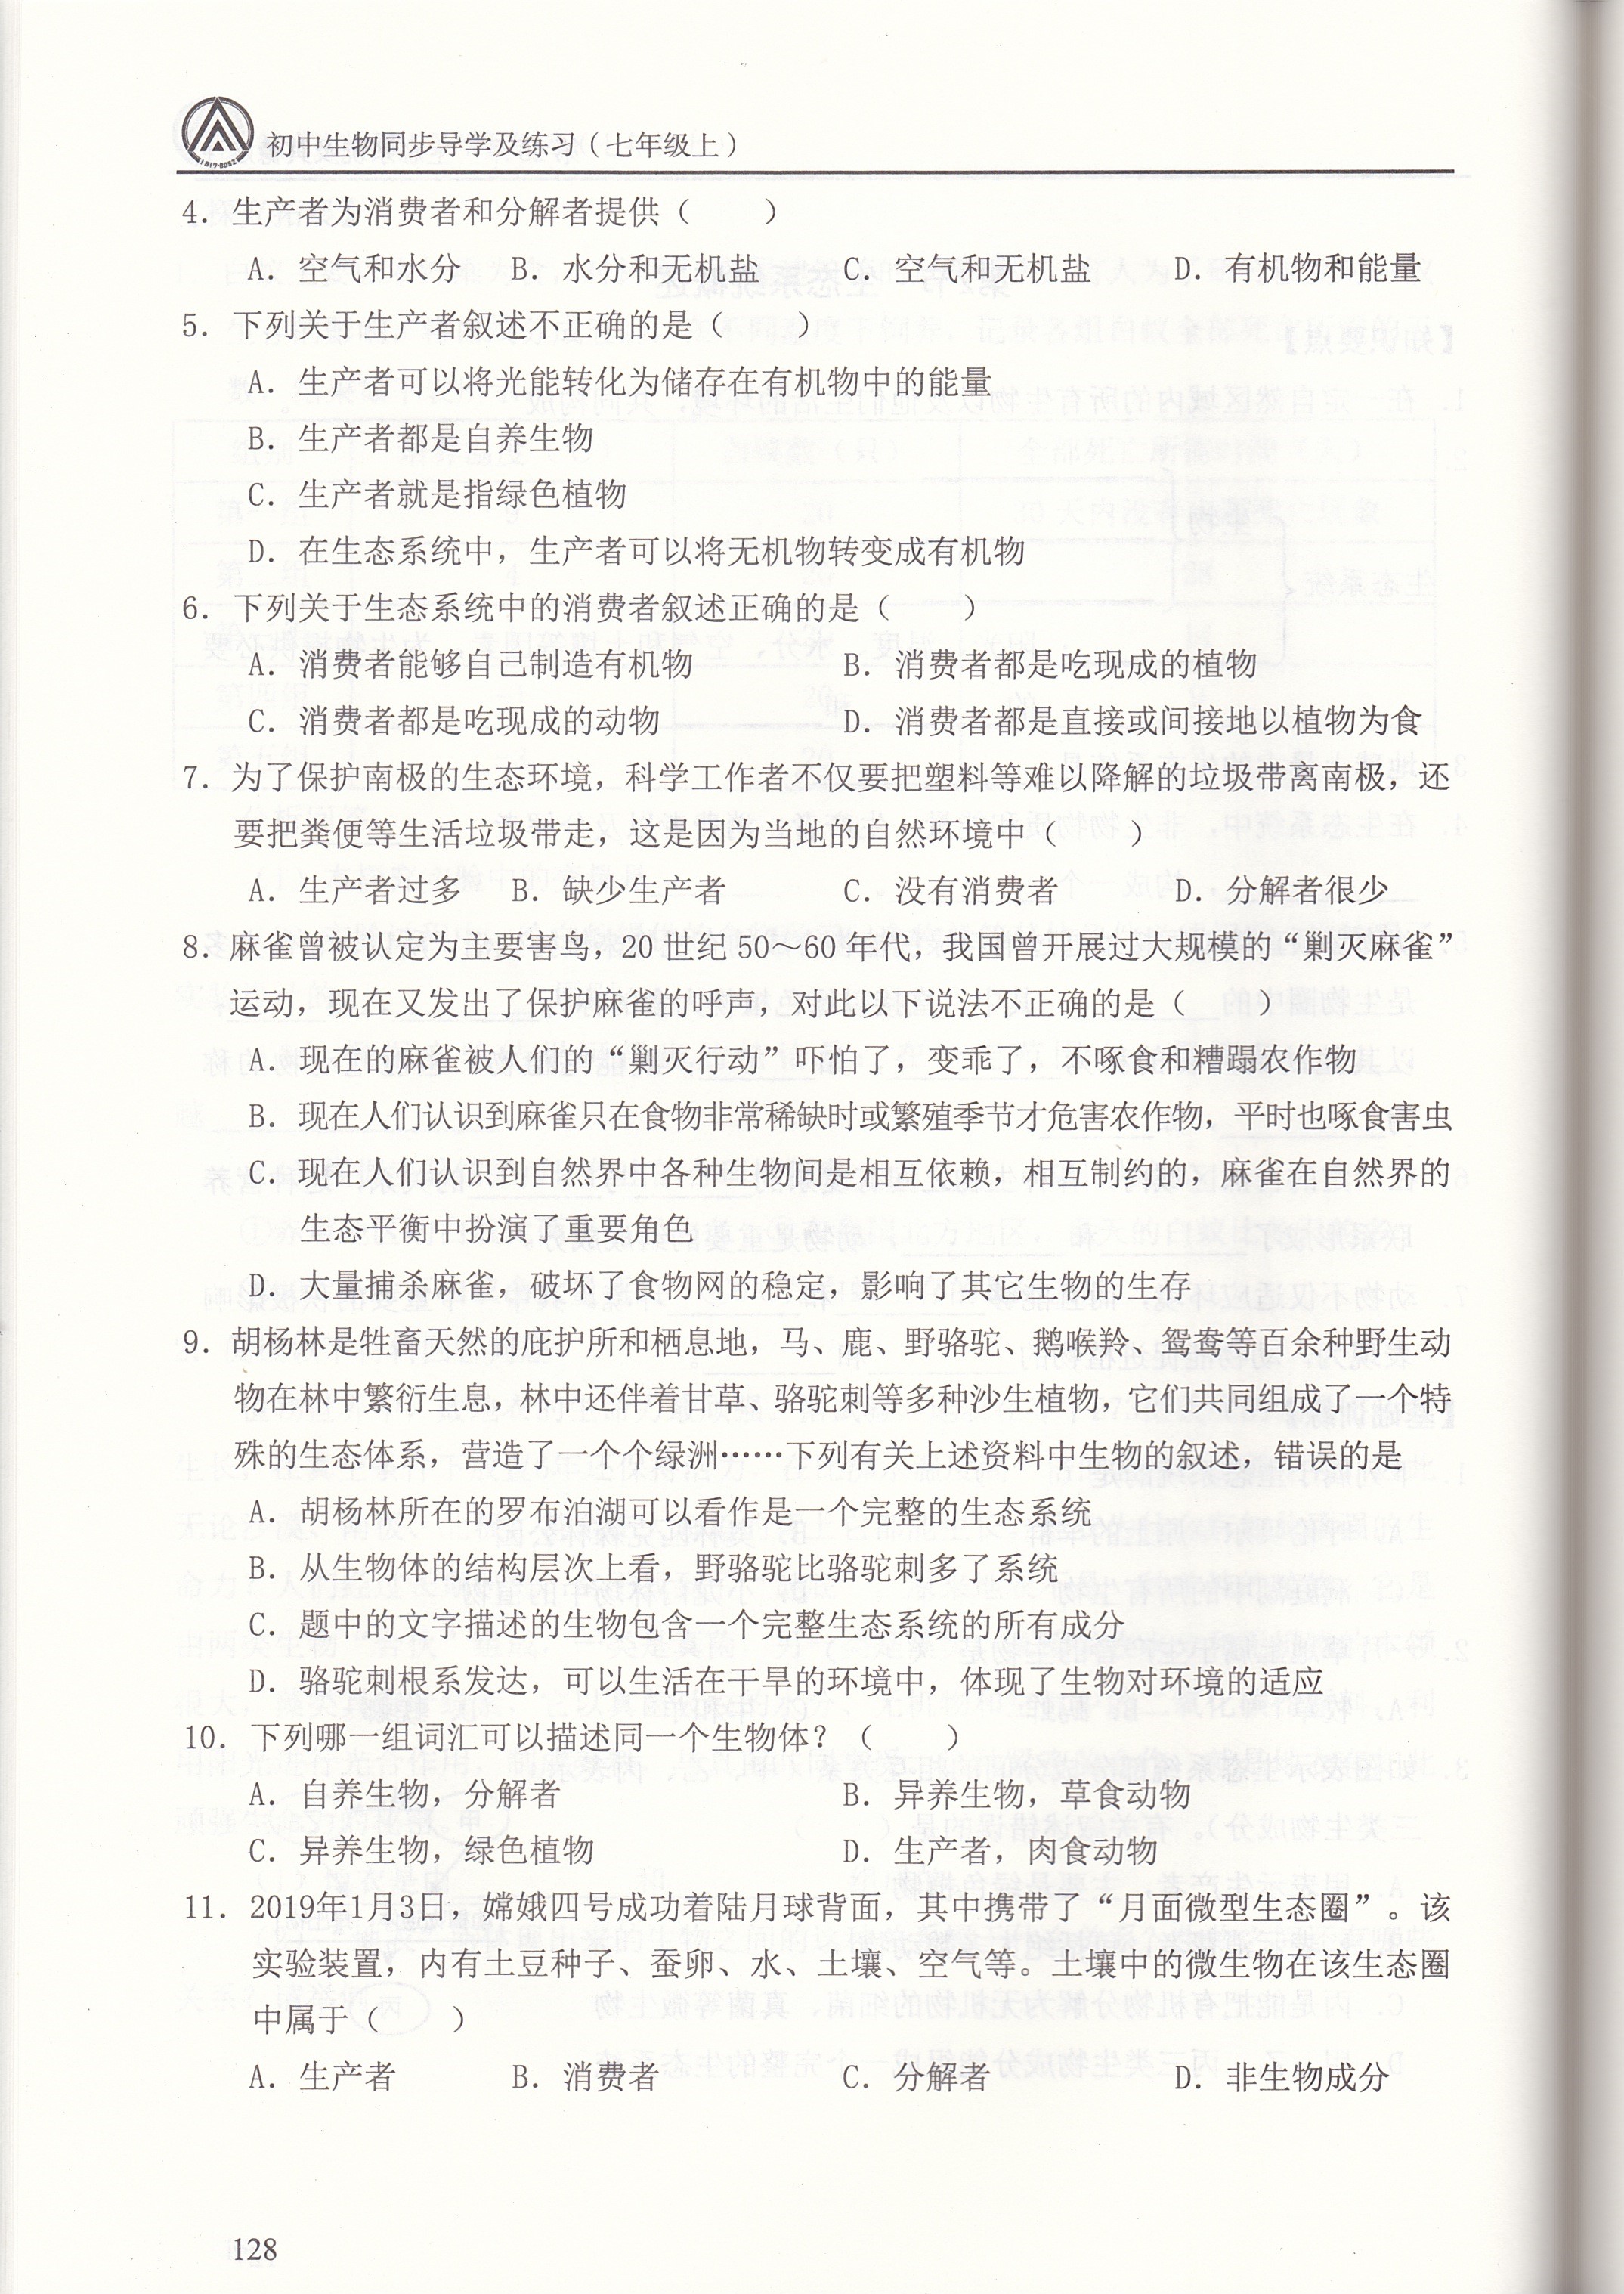 初中生物同步导学及练习（七年级上）
4．生产者为消费者和分解者提供（　　）
A．空气和水分　B．水分和无机盐　C．空气和无机盐　D．有机物和能量
5．下列关于生产者叙述不正确的是（　　）
A．生产者可以将光能转化为储存在有机物中的能量
B．生产者都是自养生物
C．生产者就是指绿色植物
D．在生态系统中，生产者可以将无机物转变成有机物
6．下列关于生态系统中的消费者叙述正确的是（　　）
A．消费者能够自己制造有机物　B．消费者都是吃现成的植物
C．消费者都是吃现成的动物　D．消费者都是直接或间接地以植物为食
7．为了保护南极的生态环境，科学工作者不仅要把塑料等难以降解的垃圾带离南极，还
要把粪便等生活垃圾带走，这是因为当地的自然环境中（　　）
A．生产者过多　B．缺少生产者　C．没有消费者　D．分解者很少
8．麻雀曾被认定为主要害鸟，20世纪50～60年代，我国曾开展过大规模的“剿灭麻雀”
运动，现在又发出了保护麻雀的呼声，对此以下说法不正确的是（　　）
A．现在的麻雀被人们的“剿灭行动”吓怕了，变乖了，不啄食和糟蹋农作物
B．现在人们认识到麻雀只在食物非常稀缺时或繁殖季节才危害农作物，平时也啄食害虫
C．现在人们认识到自然界中各种生物间是相互依赖，相互制约的，麻雀在自然界的
生态平衡中扮演了重要角色
D．大量捕杀麻雀，破坏了食物网的稳定，影响了其它生物的生存
9．胡杨林是牲畜天然的庇护所和栖息地，马、鹿、野骆驼、鹅喉羚、鸳鸯等百余种野生动
物在林中繁衍生息，林中还伴着甘草、骆驼刺等多种沙生植物，它们共同组成了一个特
殊的生态体系，营造了一个个绿洲……下列有关上述资料中生物的叙述，错误的是
A．胡杨林所在的罗布泊湖可以看作是一个完整的生态系统
B．从生物体的结构层次上看，野骆驼比骆驼刺多了系统
C．题中的文字描述的生物包含一个完整生态系统的所有成分
D．骆驼刺根系发达，可以生活在干旱的环境中，体现了生物对环境的适应
10．下列哪一组词汇可以描述同一个生物体？（　　）
A．自养生物，分解者　B．异养生物，草食动物
C．异养生物，绿色植物　D．生产者，肉食动物
11．2019年1月3日，嫦娥四号成功着陆月球背面，其中携带了“月面微型生态圈”。该
实验装置，内有土豆种子、蚕卵、水、土壤、空气等。土壤中的微生物在该生态圈
中属于（　　）
A．生产者　B．消费者　C．分解者　D．非生物成分
128